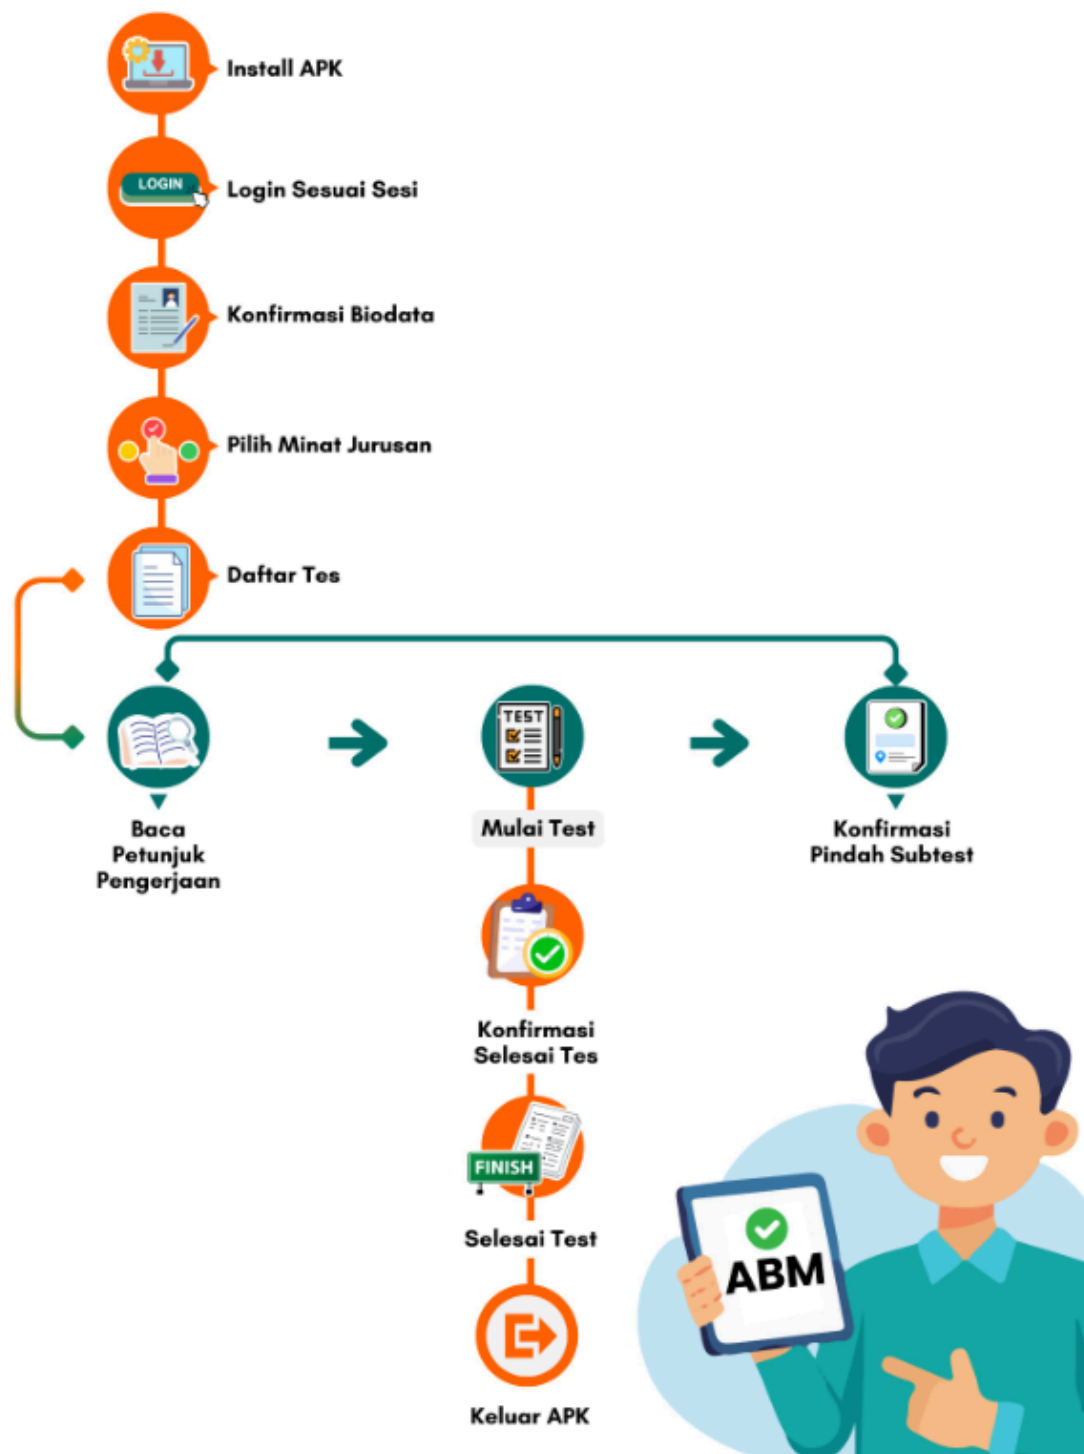 Install APK
LOGIN
Login Sesuai Sesi
Konfirmasi Biodata
Pilih Minat Jurusan
Daftar Tes
TEST
Baca
Petunjuk
Pengerjaan
Mulai Test
Konfirmasi
Pindah Subtest
Konfirmasi
Selesai Tes
FINISH
Selesai Test
ABM
Keluar APK